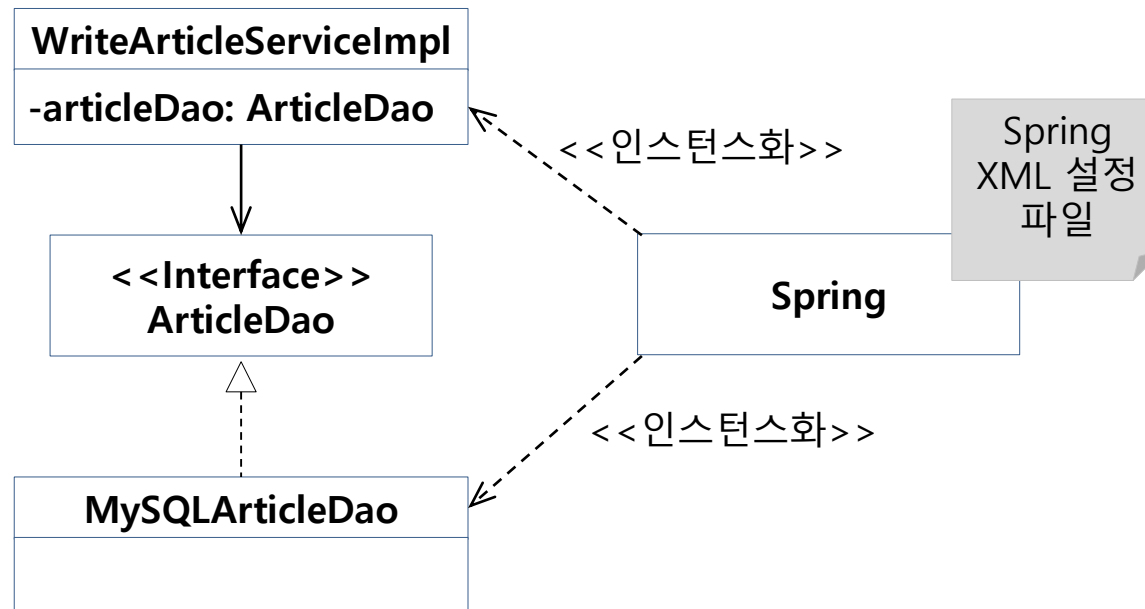 WriteArticleServiceImpl
-articleDao: ArticleDao
<<인스턴스화>>
Spring
XML 설정
파일
<<Interface>>
ArticleDao
Spring
<<인스턴스화>>
MySQLArticleDao